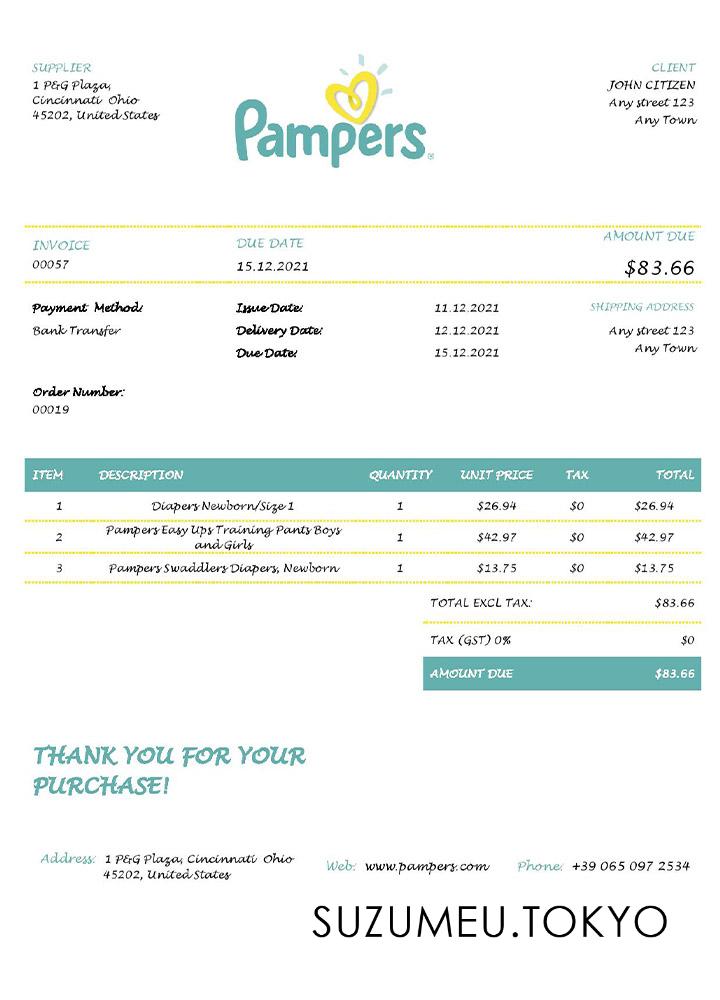 SUPPLIER
1 P&G Plaza,
Cincinnati Ohio
45202, United States
Pampers
CLIENT
JOHN CITIZEN
Any street 123
Any Town
INVOICE
00057
DUE DATE
15.12.2021
AMOUNT DUE
$83.66
Payment Method:
Bank Transfer
Issue Date: 11.12.2021
Delivery Date: 12.12.2021
Due Date: 15.12.2021
SHIPPING ADDRESS
Any street 123
Any Town
Order Number:
00019
ITEM DESCRIPTION QUANTITY UNIT PRICE TAX TOTAL
1 Diapers Newborn/Size 1 1 $26.94 $0 $26.94
2 Pampers Easy Ups Training Pants Boys
and Girls 1 $42.97 $0 $42.97
3 Pampers Swaddlers Diapers, Newborn 1 $13.75 $0 $13.75
TOTAL EXCL TAX: $83.66
TAX (GST) 0% $0
AMOUNT DUE $83.66
THANK YOU FOR YOUR
PURCHASE!
Address: 1 P&G Plaza, Cincinnati Ohio
45202, United States
Web: www.pampers.com
Phone: +39 065 097 2534
SUZUMEU.TOKYO